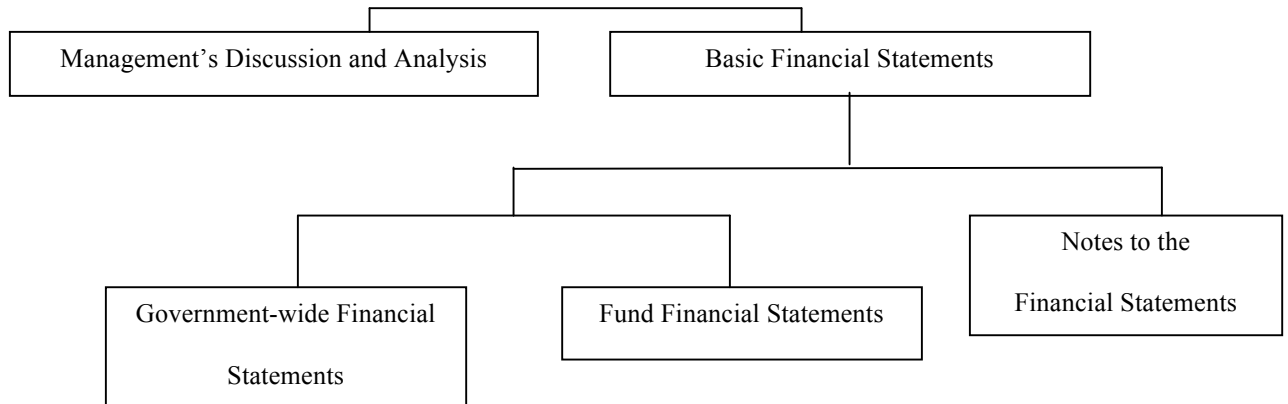 Management’s Discussion and Analysis
Basic Financial Statements
Government-wide Financial
Statements
Fund Financial Statements
Notes to the
Financial Statements